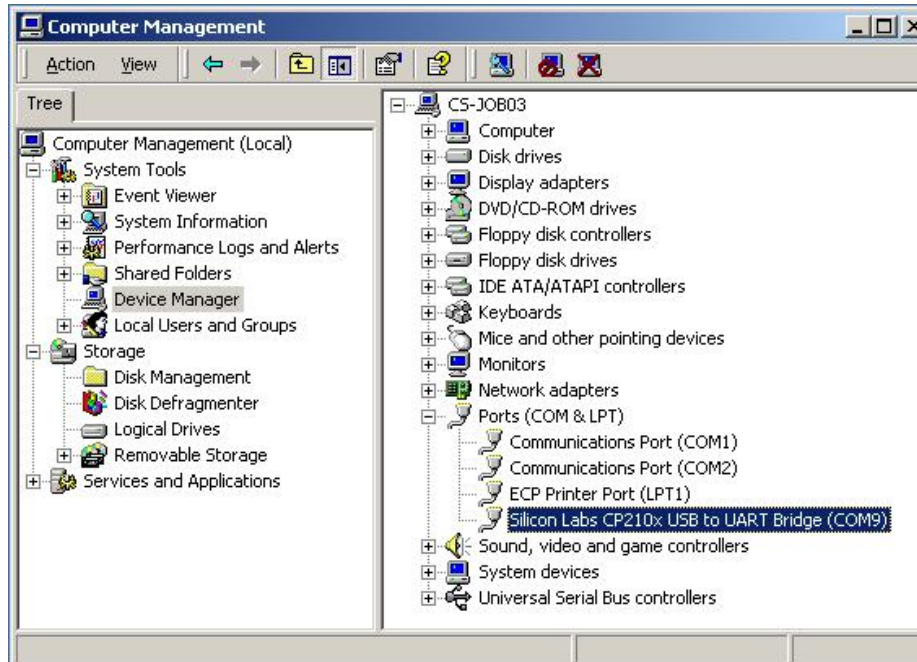 Computer Management
Action View
Tree
Computer Management (Local)
System Tools
Event Viewer
System Information
Performance Logs and Alerts
Shared Folders
Device Manager
Local Users and Groups
Storage
Disk Management
Disk Defragmenter
Logical Drives
Removable Storage
Services and Applications
CS-JOB03
Computer
Disk drives
Display adapters
DVD/CD-ROM drives
Floppy disk controllers
Floppy disk drives
IDE ATA/ATAPI controllers
Keyboards
Mice and other pointing devices
Monitors
Network adapters
Ports (COM & LPT)
Communications Port (COM1)
Communications Port (COM2)
ECP Printer Port (LPT1)
Silicon Labs CP210x USB to UART Bridge (COM9)
Sound, video and game controllers
System devices
Universal Serial Bus controllers